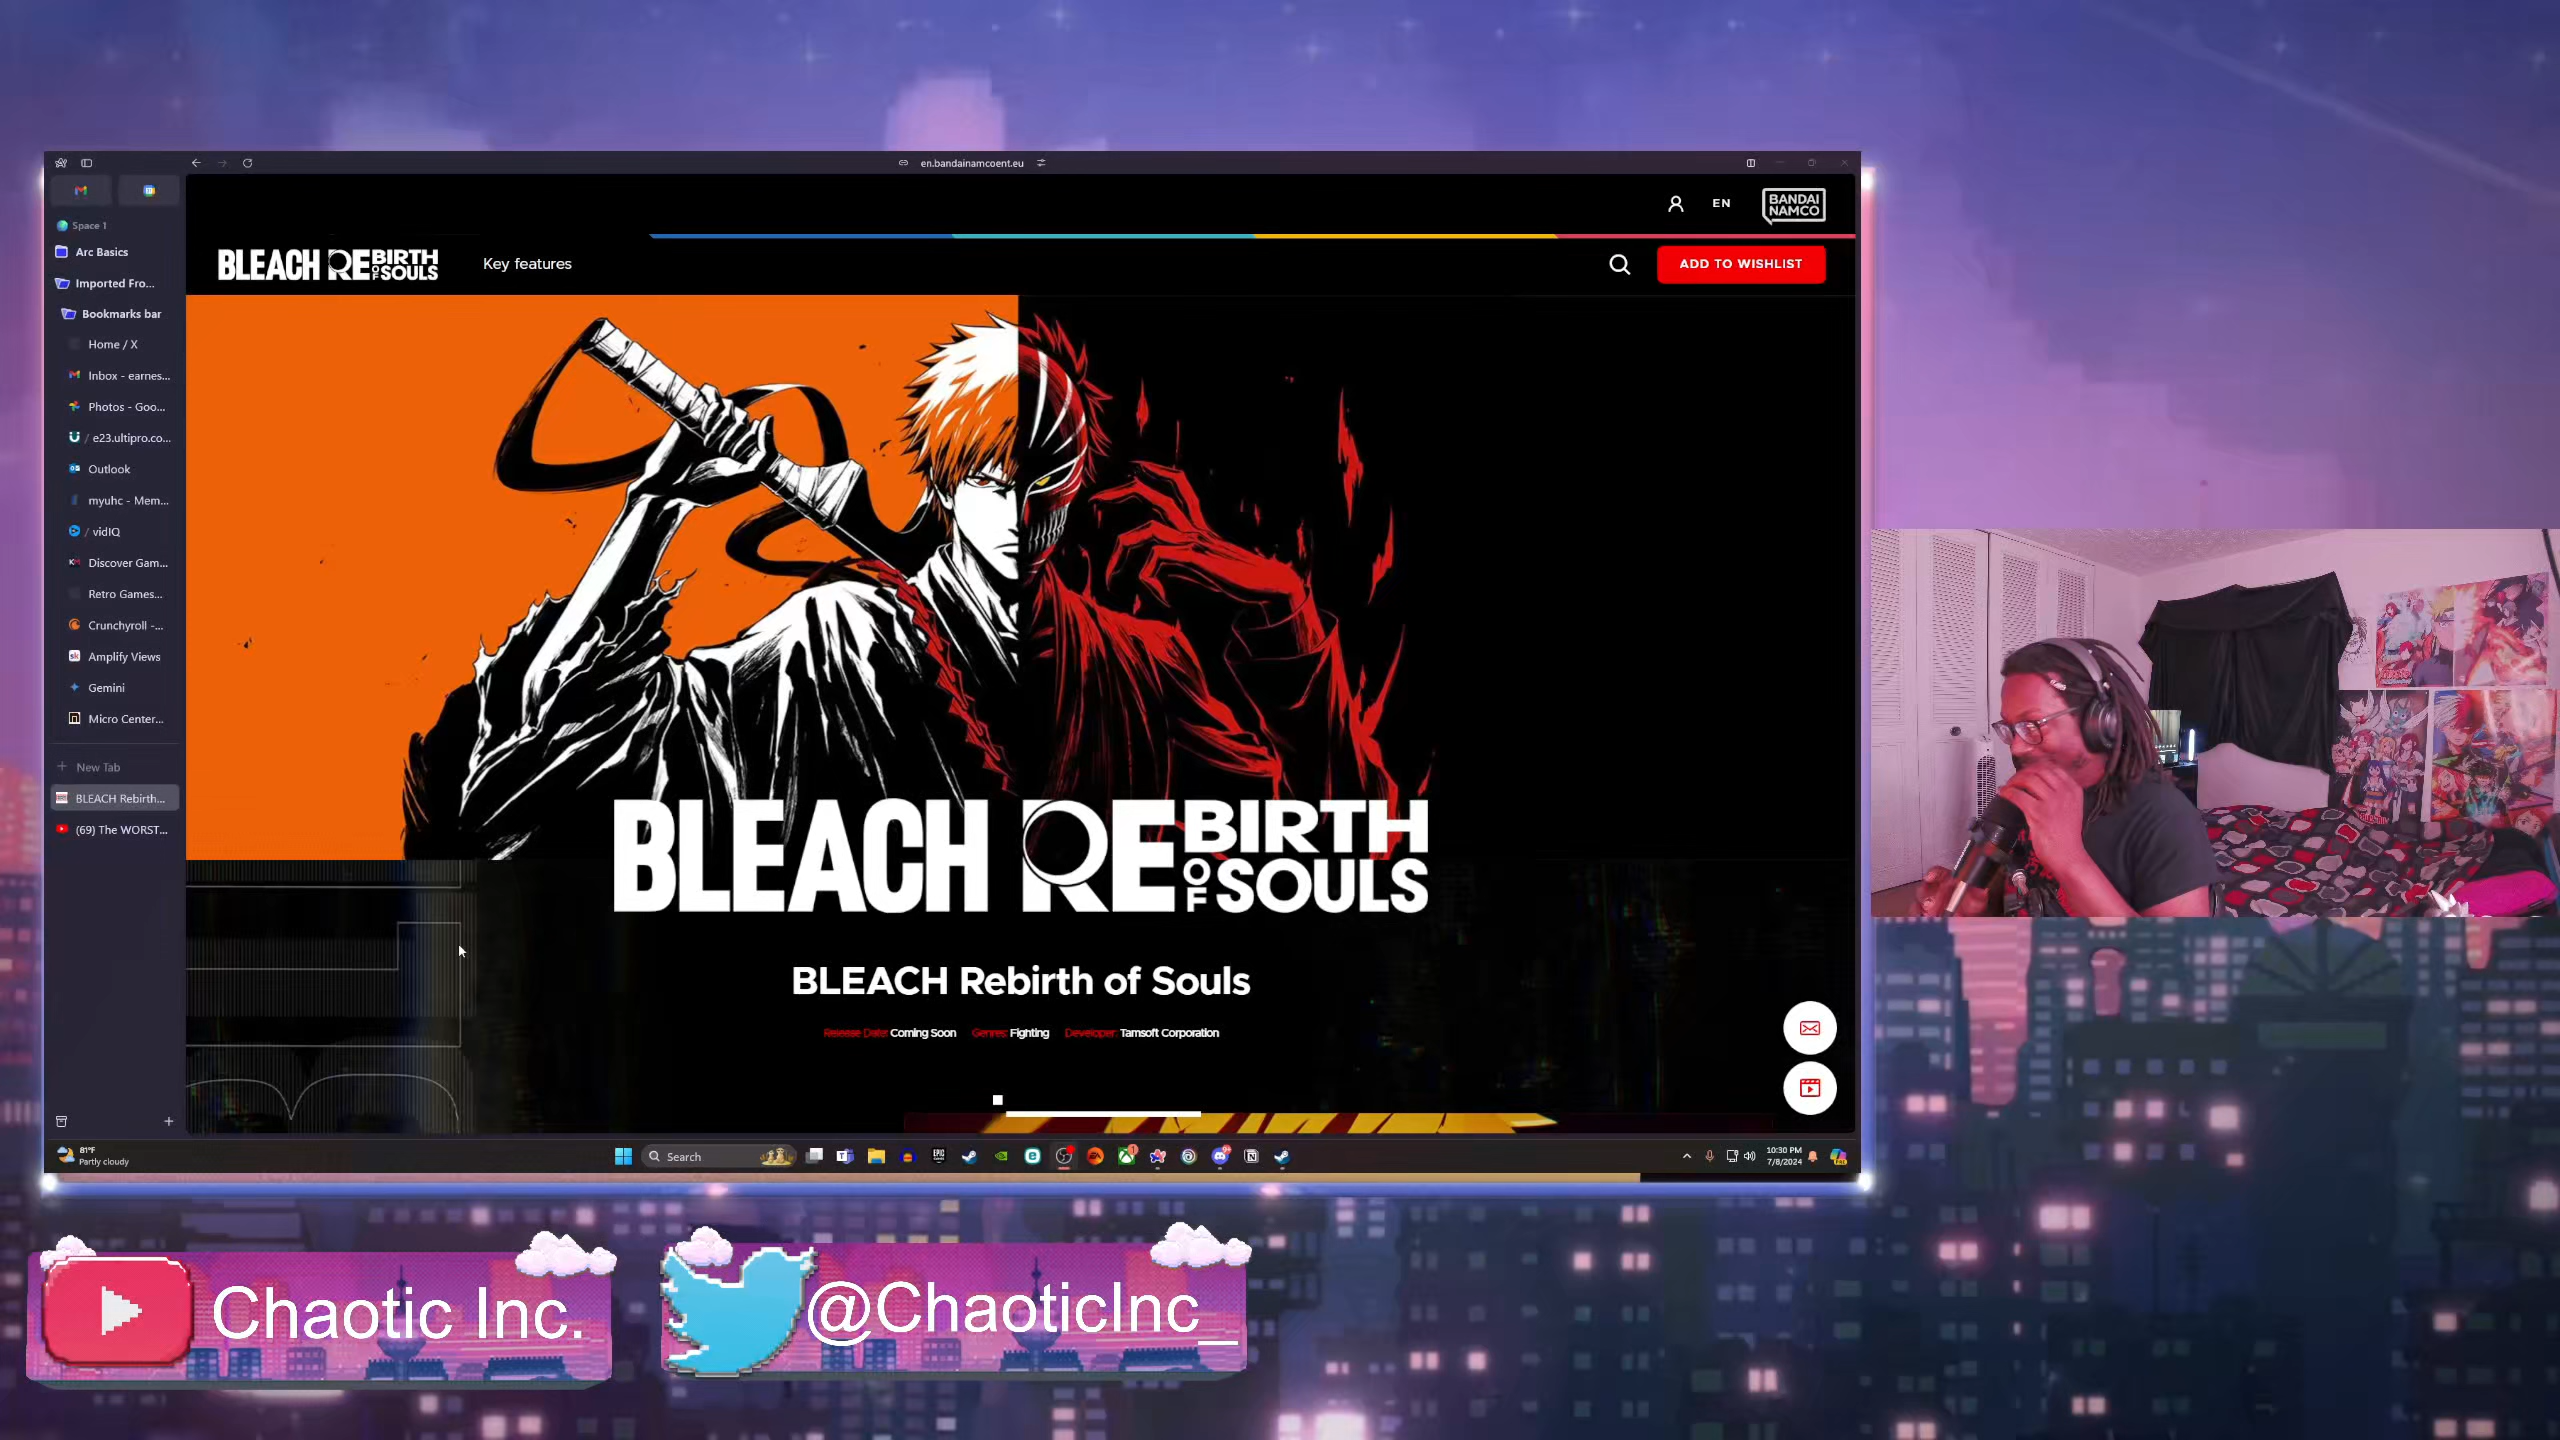 en.bandainamcoent.eu
EN
BANDAI
NAMCO
Space 1
Arc Basics
Imported Fro...
Bookmarks bar
Home / X
Inbox - earnes...
Photos - Goo...
/ e23.ultipro.co...
Outlook
myuhc - Mem...
/ vidIQ
Discover Gam...
Retro Games...
Crunchyroll -...
Amplify Views
Gemini
Micro Center...
New Tab
BLEACH Rebirth...
(69) The WORST...
BLEACH REBIRTH OF SOULS
Key features
ADD TO WISHLIST
BLEACH REBIRTH OF SOULS
BLEACH Rebirth of Souls
Release Date: Coming Soon Genres: Fighting Developer: Tamsoft Corporation
81°F
Partly cloudy
Search
10:30 PM
7/8/2024
Chaotic Inc.
@ChaoticInc_